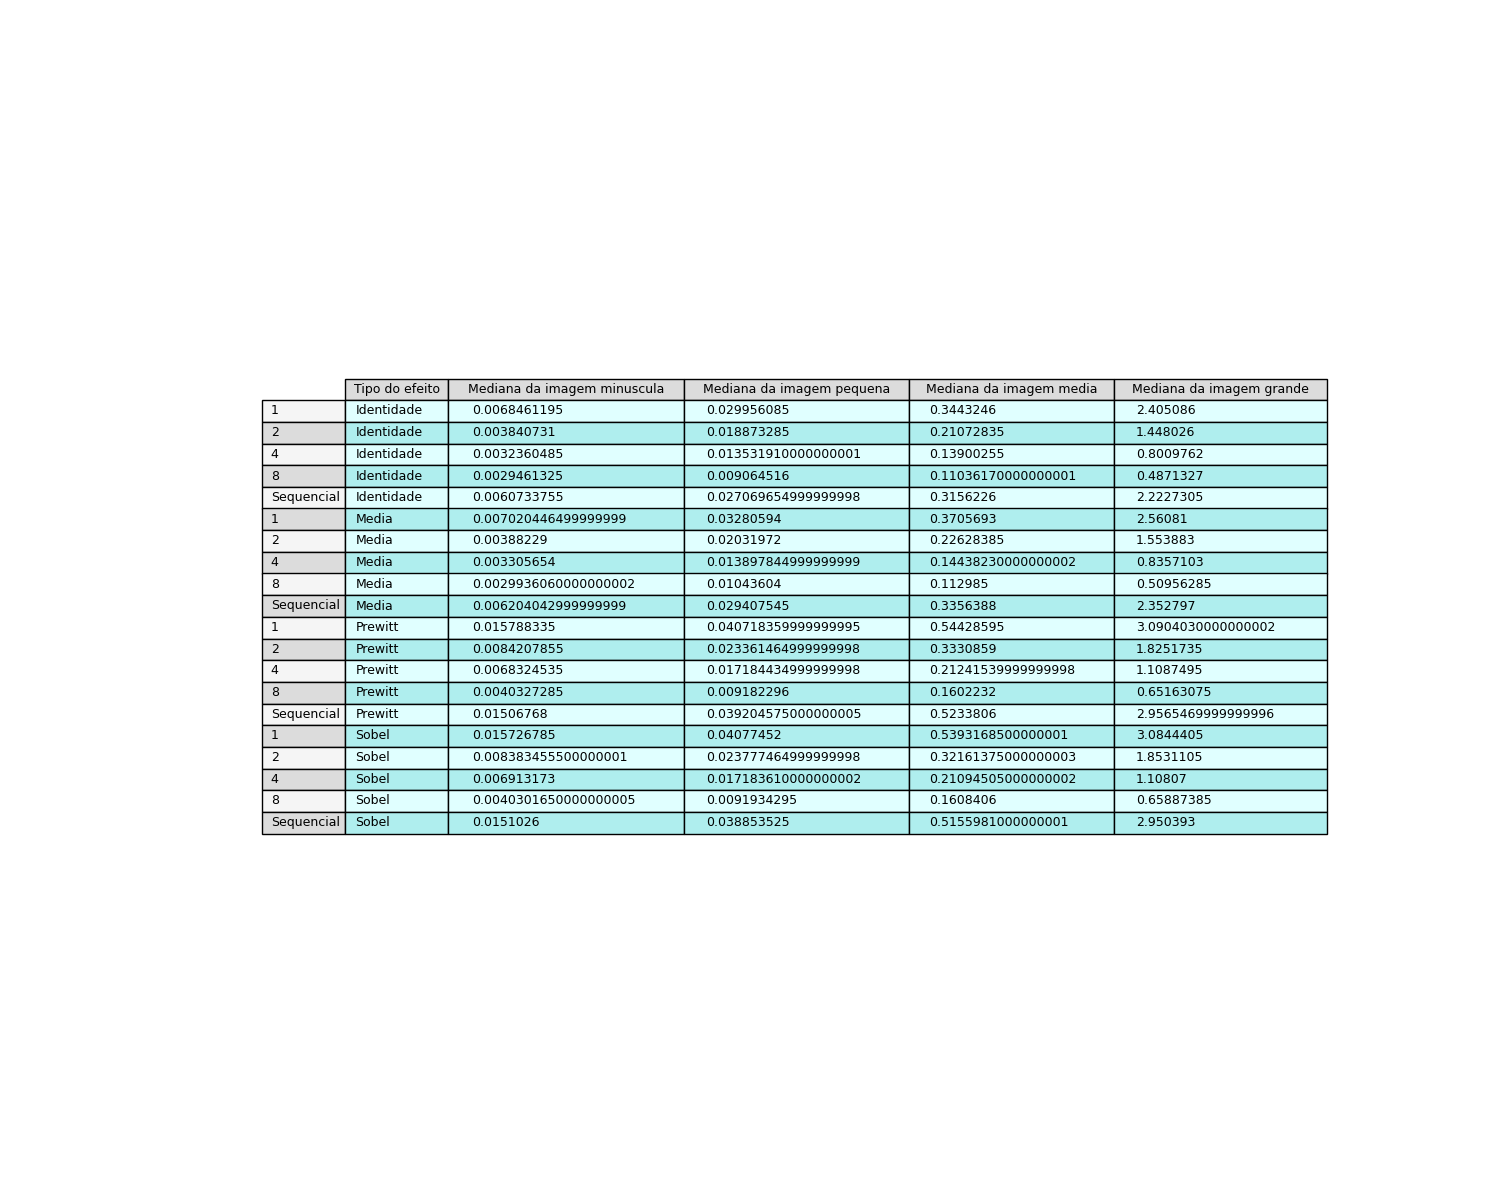 Tipo do efeito Mediana da imagem minuscula Mediana da imagem pequena Mediana da imagem media Mediana da imagem grande
1 Identidade 0.0068461195 0.029956085 0.3443246 2.405086
2 Identidade 0.003840731 0.018873285 0.21072835 1.448026
4 Identidade 0.0032360485 0.013531910000000001 0.13900255 0.8009762
8 Identidade 0.0029461325 0.009064516 0.11036170000000001 0.4871327
Sequencial Identidade 0.0060733755 0.027069654999999998 0.3156226 2.2227305
1 Media 0.007020446499999999 0.03280594 0.3705693 2.56081
2 Media 0.00388229 0.02031972 0.22628385 1.553883
4 Media 0.003305654 0.013897844999999999 0.14438230000000002 0.8357103
8 Media 0.0029936060000000002 0.01043604 0.112985 0.50956285
Sequencial Media 0.006204042999999999 0.029407545 0.3356388 2.352797
1 Prewitt 0.015788335 0.040718359999999995 0.54428595 3.0904030000000002
2 Prewitt 0.0084207855 0.023361464999999998 0.3330859 1.8251735
4 Prewitt 0.0068324535 0.017184434999999998 0.21241539999999998 1.1087495
8 Prewitt 0.0040327285 0.009182296 0.1602232 0.65163075
Sequencial Prewitt 0.01506768 0.039204575000000005 0.5233806 2.9565469999999996
1 Sobel 0.015726785 0.04077452 0.5393168500000001 3.0844405
2 Sobel 0.008383455500000001 0.023777464999999998 0.32161375000000003 1.8531105
4 Sobel 0.006913173 0.017183610000000002 0.21094505000000002 1.10807
8 Sobel 0.0040301650000000005 0.0091934295 0.1608406 0.65887385
Sequencial Sobel 0.0151026 0.038853525 0.5155981000000001 2.950393